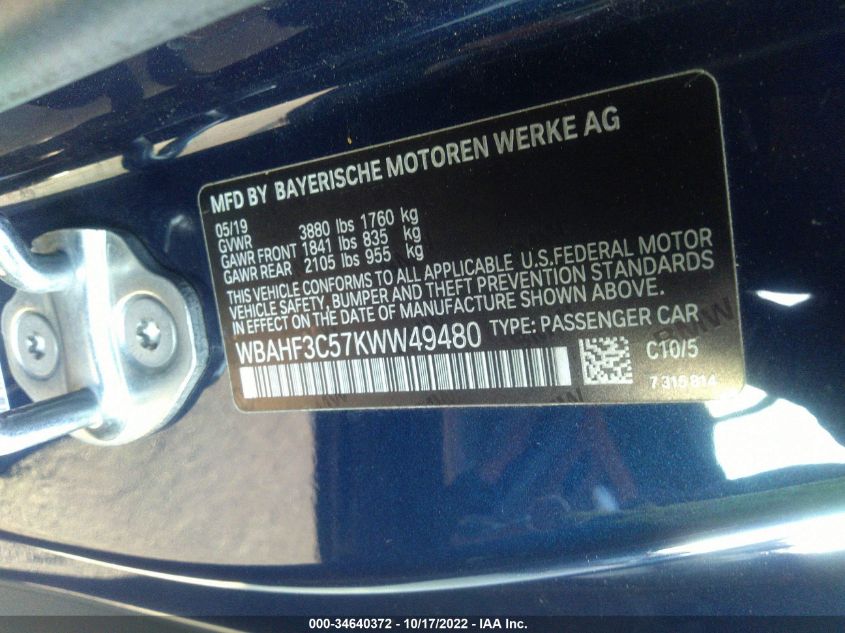 MFD BY BAYERISCHE MOTOREN WERKE AG
05/19
GVWR 3880 lbs 1760 kg
GAWR FRONT 1841 lbs 835 kg
GAWR REAR 2105 lbs 955 kg
THIS VEHICLE CONFORMS TO ALL APPLICABLE U.S.FEDERAL MOTOR
VEHICLE SAFETY, BUMPER AND THEFT PREVENTION STANDARDS
IN EFFECT ON THE DATE OF MANUFACTURE SHOWN ABOVE.
WBAHF3C57KWW49480 TYPE: PASSENGER CAR
C10/5
7 315 814
000-34640372 - 10/17/2022 - IAA Inc.